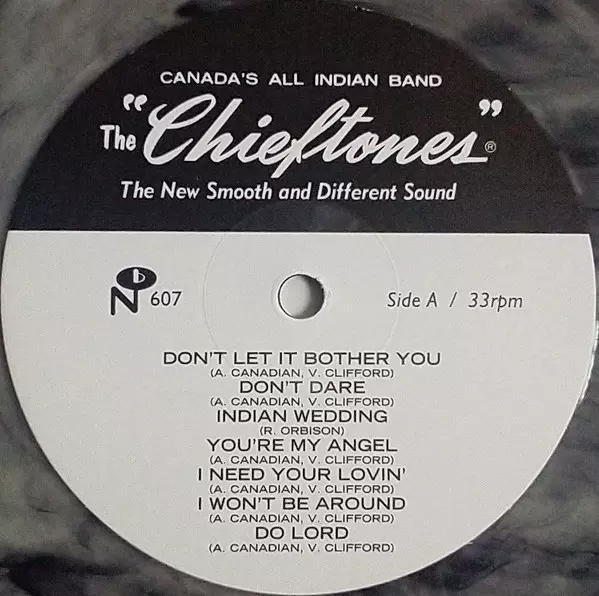 CANADA'S ALL INDIAN BAND
The "Chieftones" ®
The New Smooth and Different Sound
N b 607
Side A / 33rpm
DON'T LET IT BOTHER YOU
(A. CANADIAN, V. CLIFFORD)
DON'T DARE
(A. CANADIAN, V. CLIFFORD)
INDIAN WEDDING
(R. ORBISON)
YOU'RE MY ANGEL
(A. CANADIAN, V. CLIFFORD)
I NEED YOUR LOVIN'
(A. CANADIAN, V. CLIFFORD)
I WON'T BE AROUND
(A. CANADIAN, V. CLIFFORD)
DO LORD
(A. CANADIAN, V. CLIFFORD)